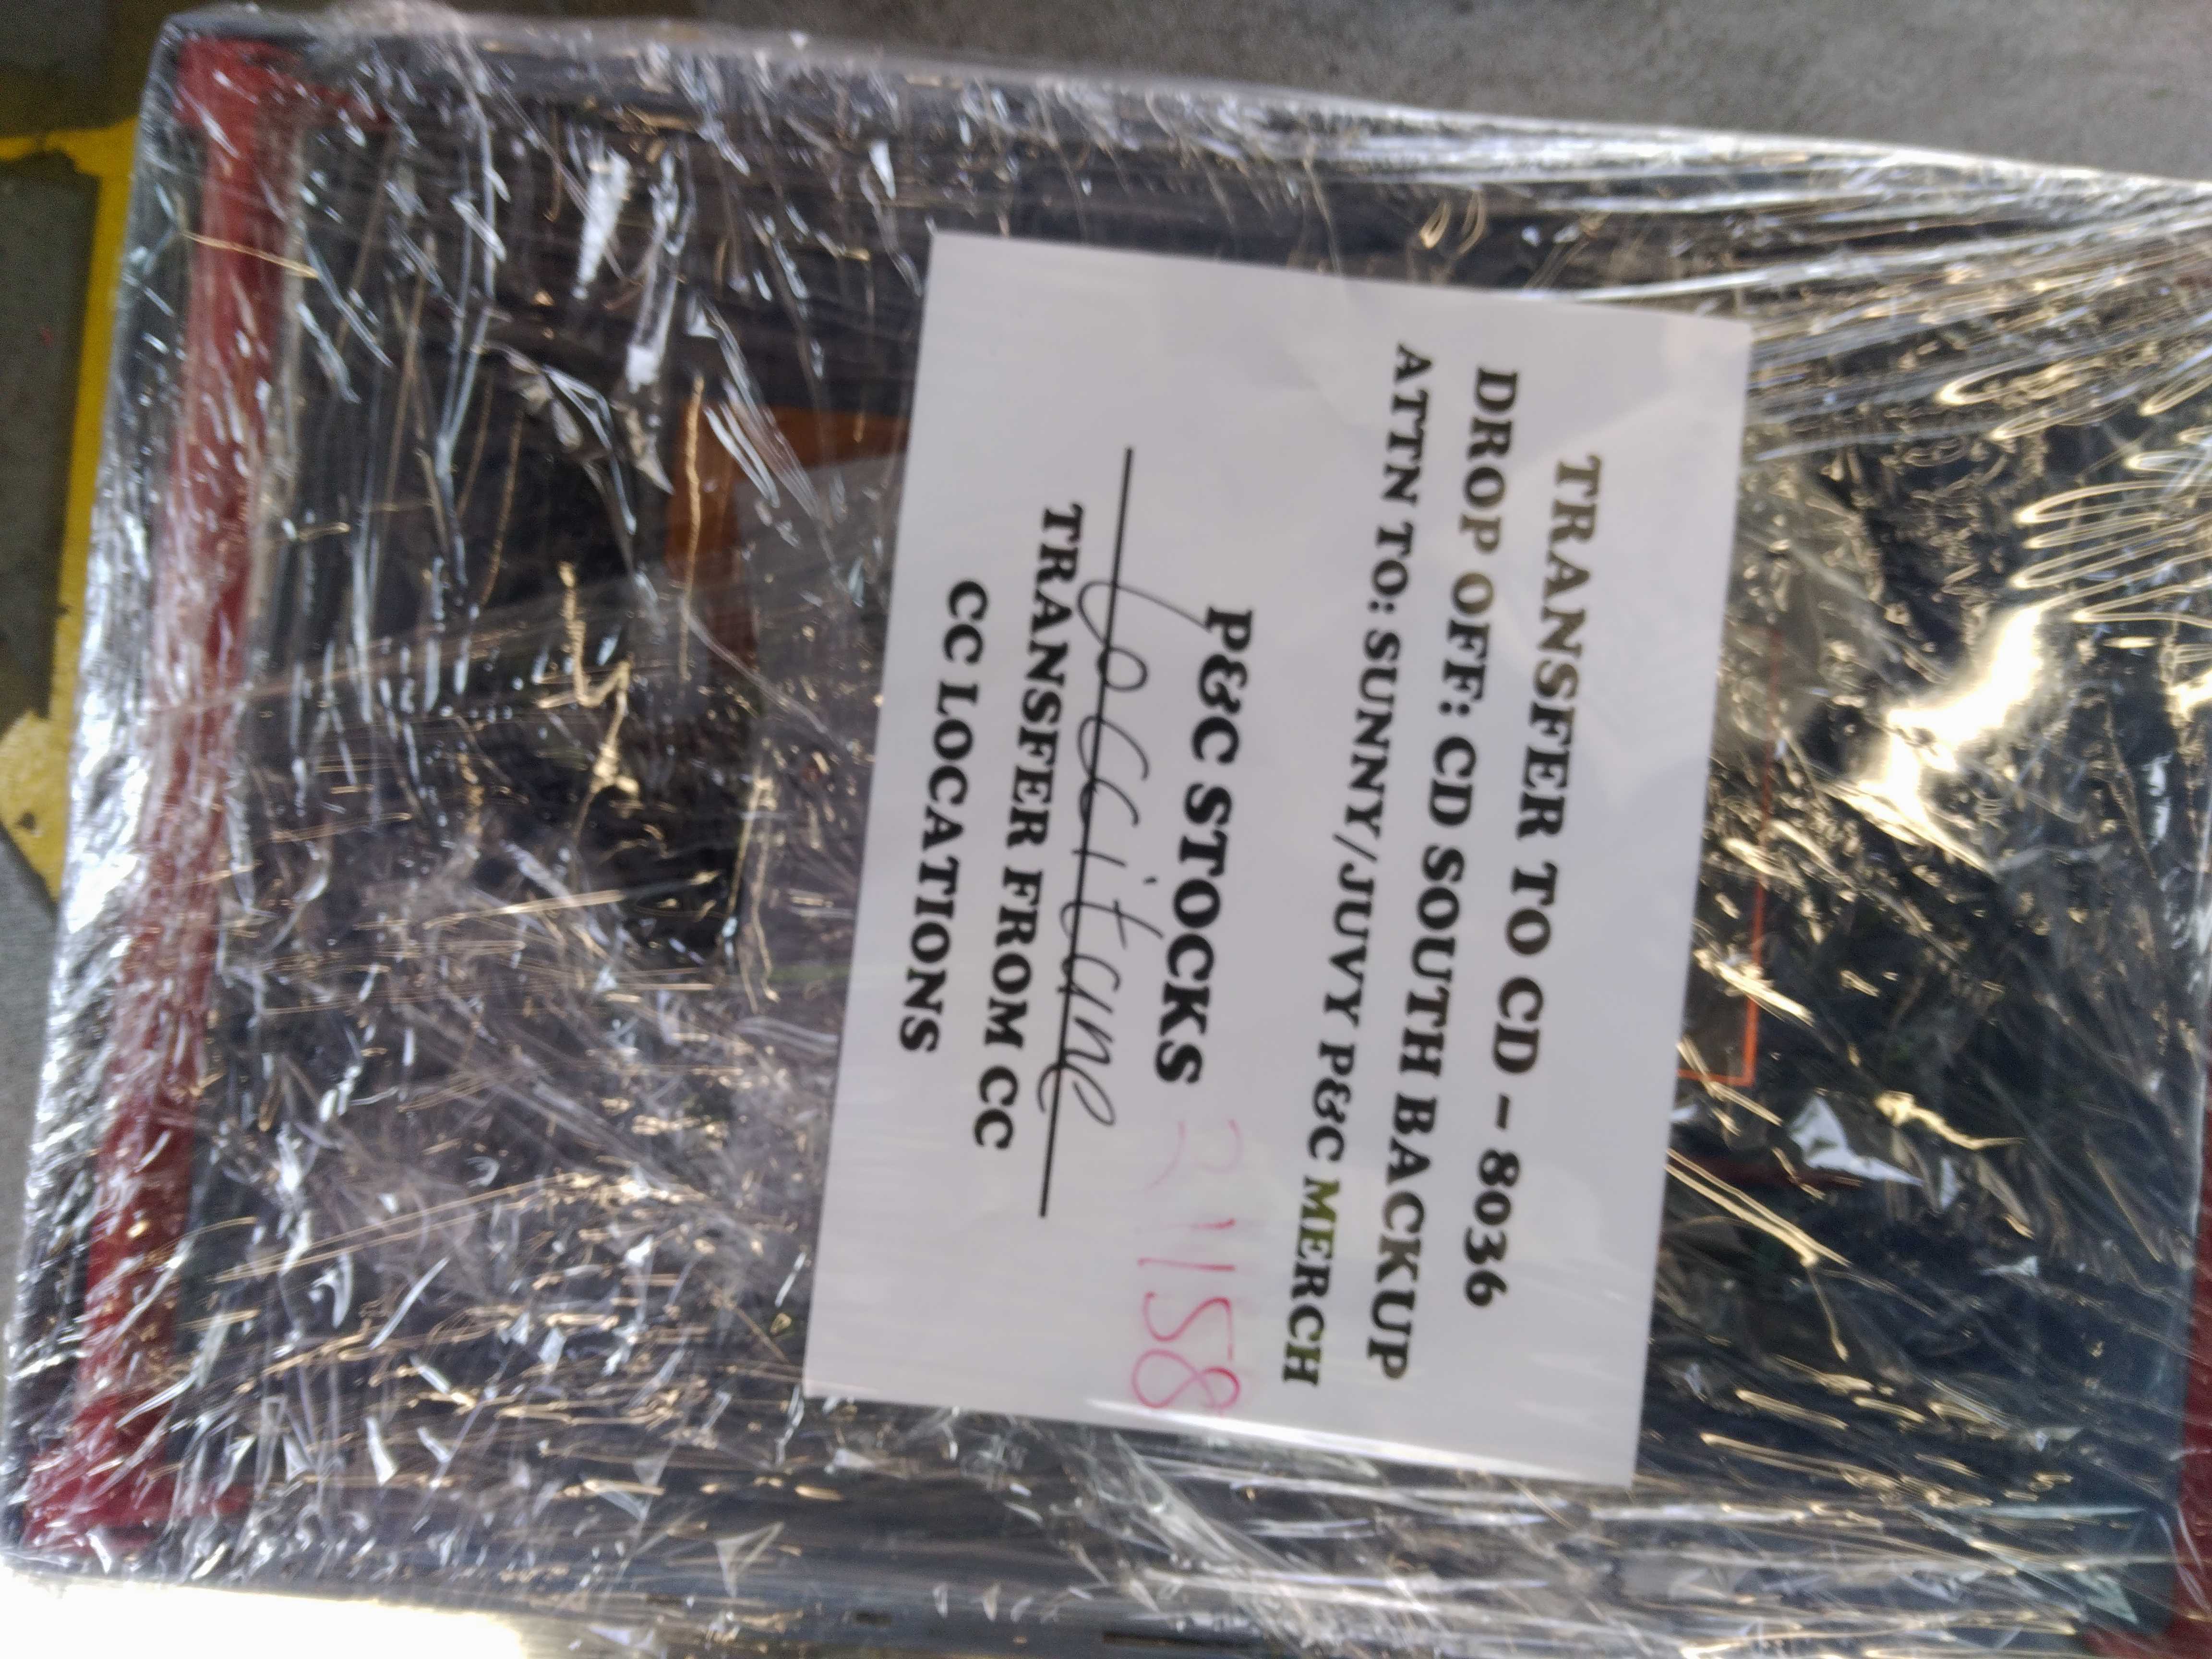 TRANSFER TO CD - 8036
DROP OFF: CD SOUTH BACKUP
ATTN TO: SUNNY/JUVY P&C MERCH
P&C STOCKS 21158
Loccitane
TRANSFER FROM CC
CC LOCATIONS